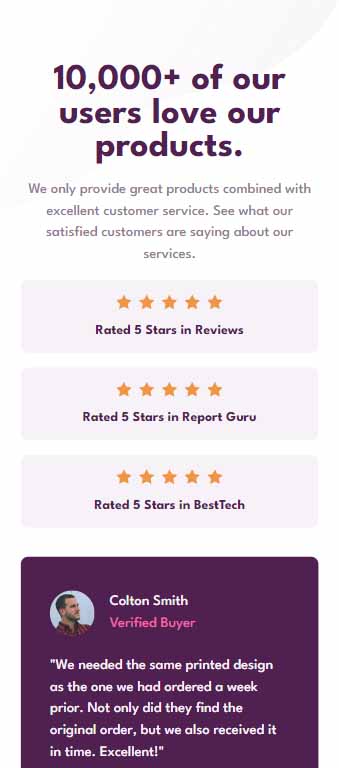 10,000+ of our
users love our
products.
We only provide great products combined with
excellent customer service. See what our
satisfied customers are saying about our
services.
Rated 5 Stars in Reviews
Rated 5 Stars in Report Guru
Rated 5 Stars in BestTech
Colton Smith
Verified Buyer
"We needed the same printed design
as the one we had ordered a week
prior. Not only did they find the
original order, but we also received it
in time. Excellent!"